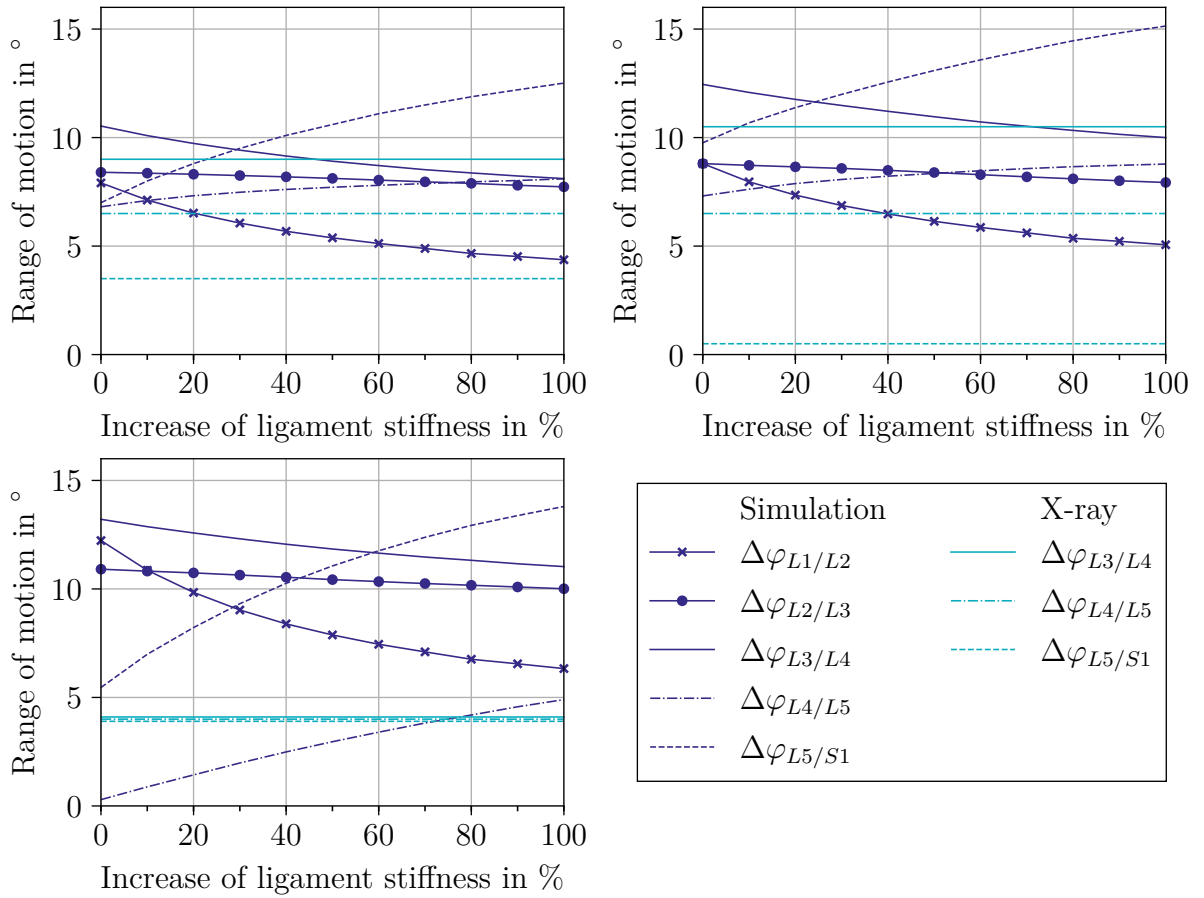 15
10
5
0
Range of motion in °
0 20 40 60 80 100
Increase of ligament stiffness in %
15
10
5
0
Range of motion in °
0 20 40 60 80 100
Increase of ligament stiffness in %
15
10
5
0
Range of motion in °
0 20 40 60 80 100
Increase of ligament stiffness in %
Simulation X-ray
Δφ_{L1/L2} Δφ_{L3/L4}
Δφ_{L2/L3} Δφ_{L4/L5}
Δφ_{L3/L4} Δφ_{L5/S1}
Δφ_{L4/L5}
Δφ_{L5/S1}